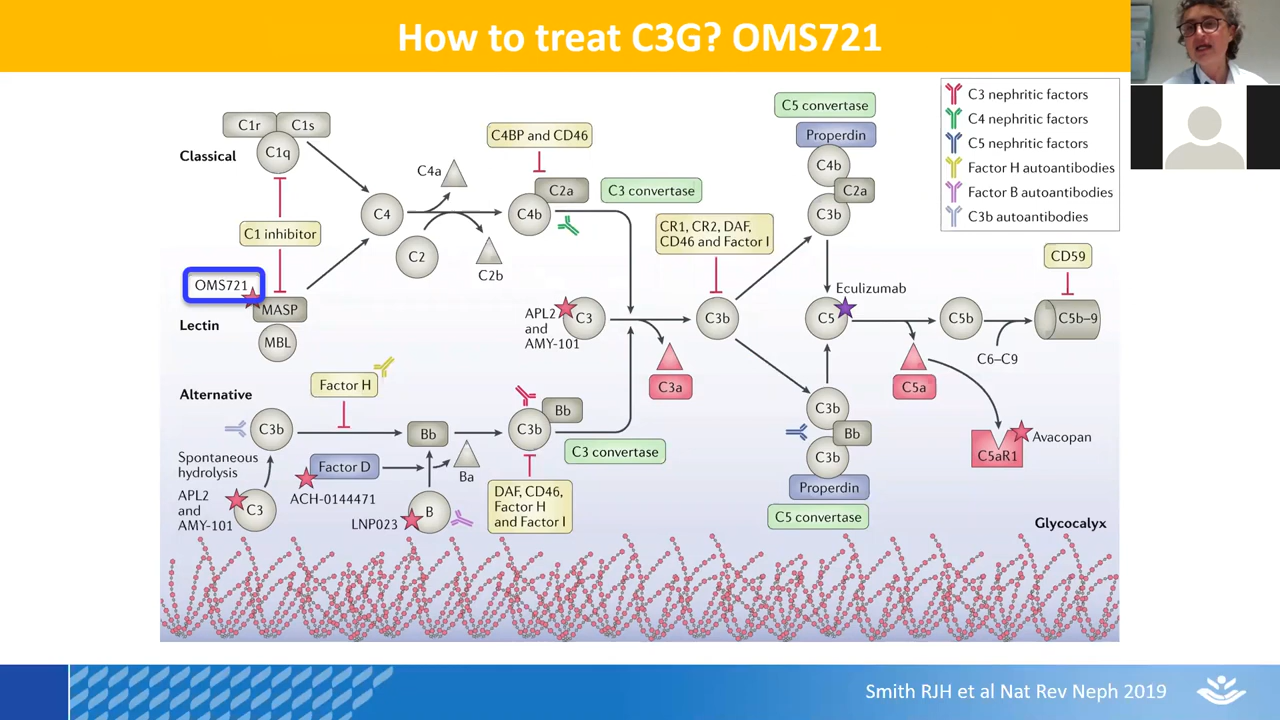 How to treat C3G? OMS721
C3 nephritic factors
C4 nephritic factors
C5 nephritic factors
Factor H autoantibodies
Factor B autoantibodies
C3b autoantibodies
Classical
C1r
C1s
C1q
C1 inhibitor
OMS721
MASP
Lectin
MBL
C4
C4a
C2
C2b
C4BP and CD46
C2a
C4b
C3 convertase
CR1, CR2, DAF,
CD46 and Factor I
C5 convertase
Properdin
C4b
C2a
C3b
CD59
APL2
and
AMY-101
C3
C3a
C3b
Eculizumab
C5
C5b
C5b–9
C6–C9
C5a
C5aR1
Avacopan
Alternative
Factor H
C3b
Spontaneous
hydrolysis
APL2
and
AMY-101
C3
Factor D
ACH-0144471
LNP023
B
Bb
Ba
C3b
Bb
C3 convertase
DAF, CD46,
Factor H
and Factor I
C3b
Bb
C3b
Properdin
C5 convertase
Glycocalyx
Smith RJH et al Nat Rev Neph 2019